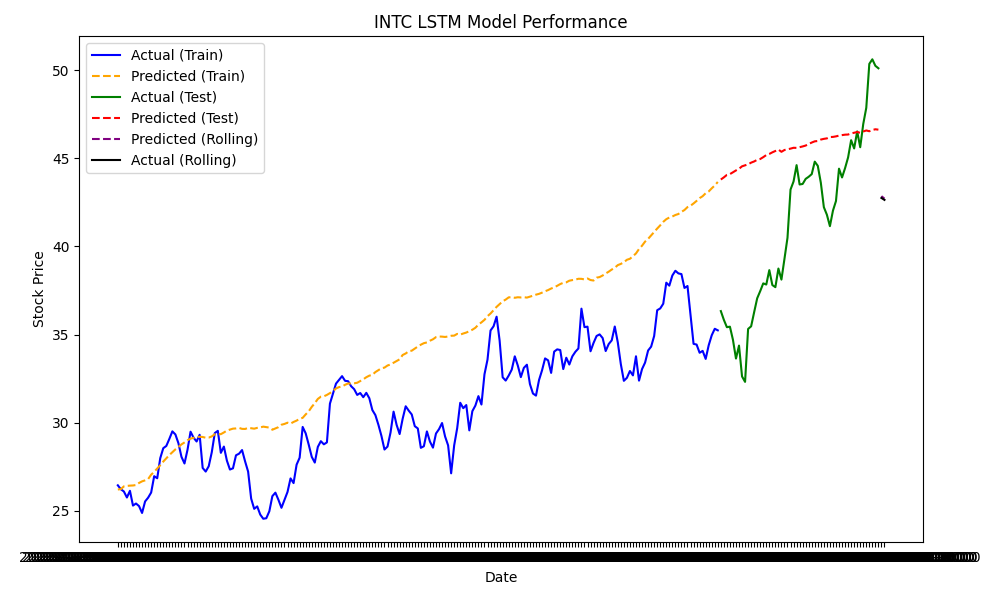 INTC LSTM Model Performance
Actual (Train)
Predicted (Train)
Actual (Test)
Predicted (Test)
Predicted (Rolling)
Actual (Rolling)
50
45
40
35
30
25
Stock Price
Date